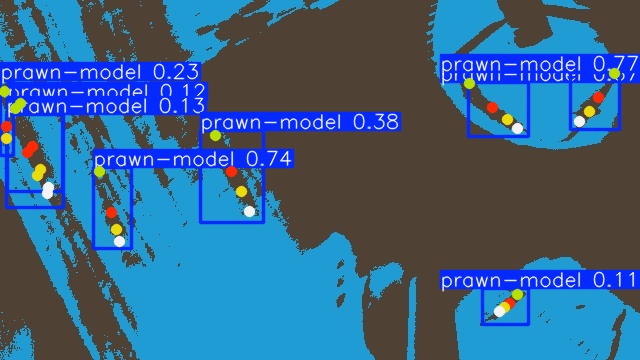 prawn-model 0.23
prawn-model 0.12
prawn-model 0.13
prawn-model 0.74
prawn-model 0.38
prawn-model 0.77
prawn-model 0.11